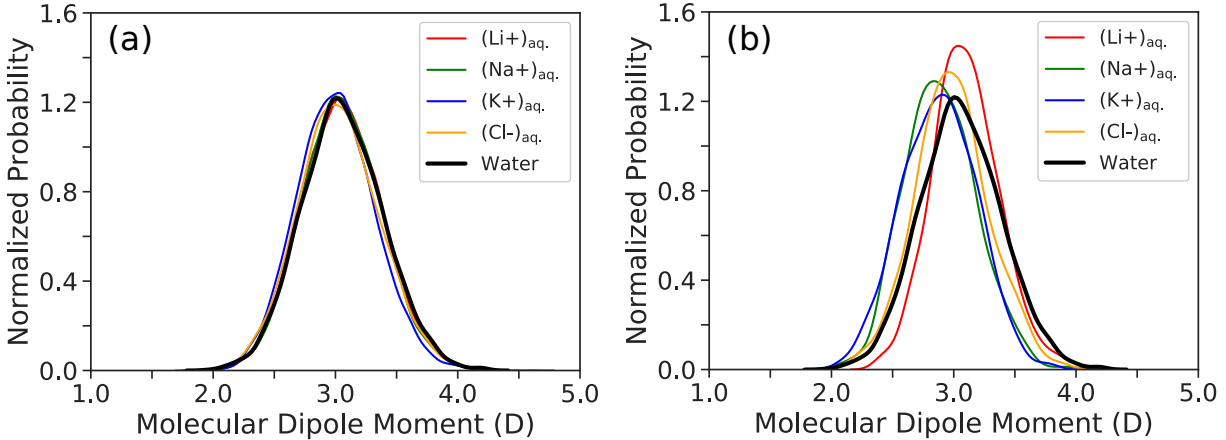 (a)
Normalized Probability
1.6
1.2
0.8
0.4
0.0
(Li+)aq.
(Na+)aq.
(K+)aq.
(Cl-)aq.
Water
1.0 2.0 3.0 4.0 5.0
Molecular Dipole Moment (D)
(b)
Normalized Probability
1.6
1.2
0.8
0.4
0.0
(Li+)aq.
(Na+)aq.
(K+)aq.
(Cl-)aq.
Water
1.0 2.0 3.0 4.0 5.0
Molecular Dipole Moment (D)